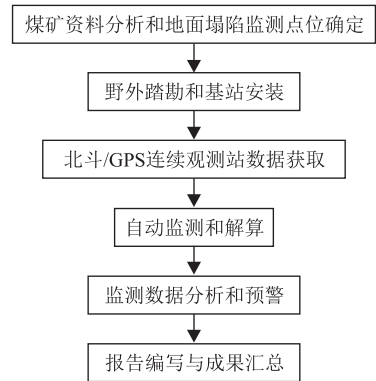 煤矿资料分析和地面塌陷监测点位确定
野外踏勘和基站安装
北斗/GPS连续观测站数据获取
自动监测和解算
监测数据分析和预警
报告编写与成果汇总